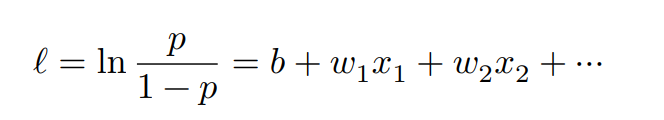 ℓ = ln p/(1 − p) = b + w₁x₁ + w₂x₂ + ···